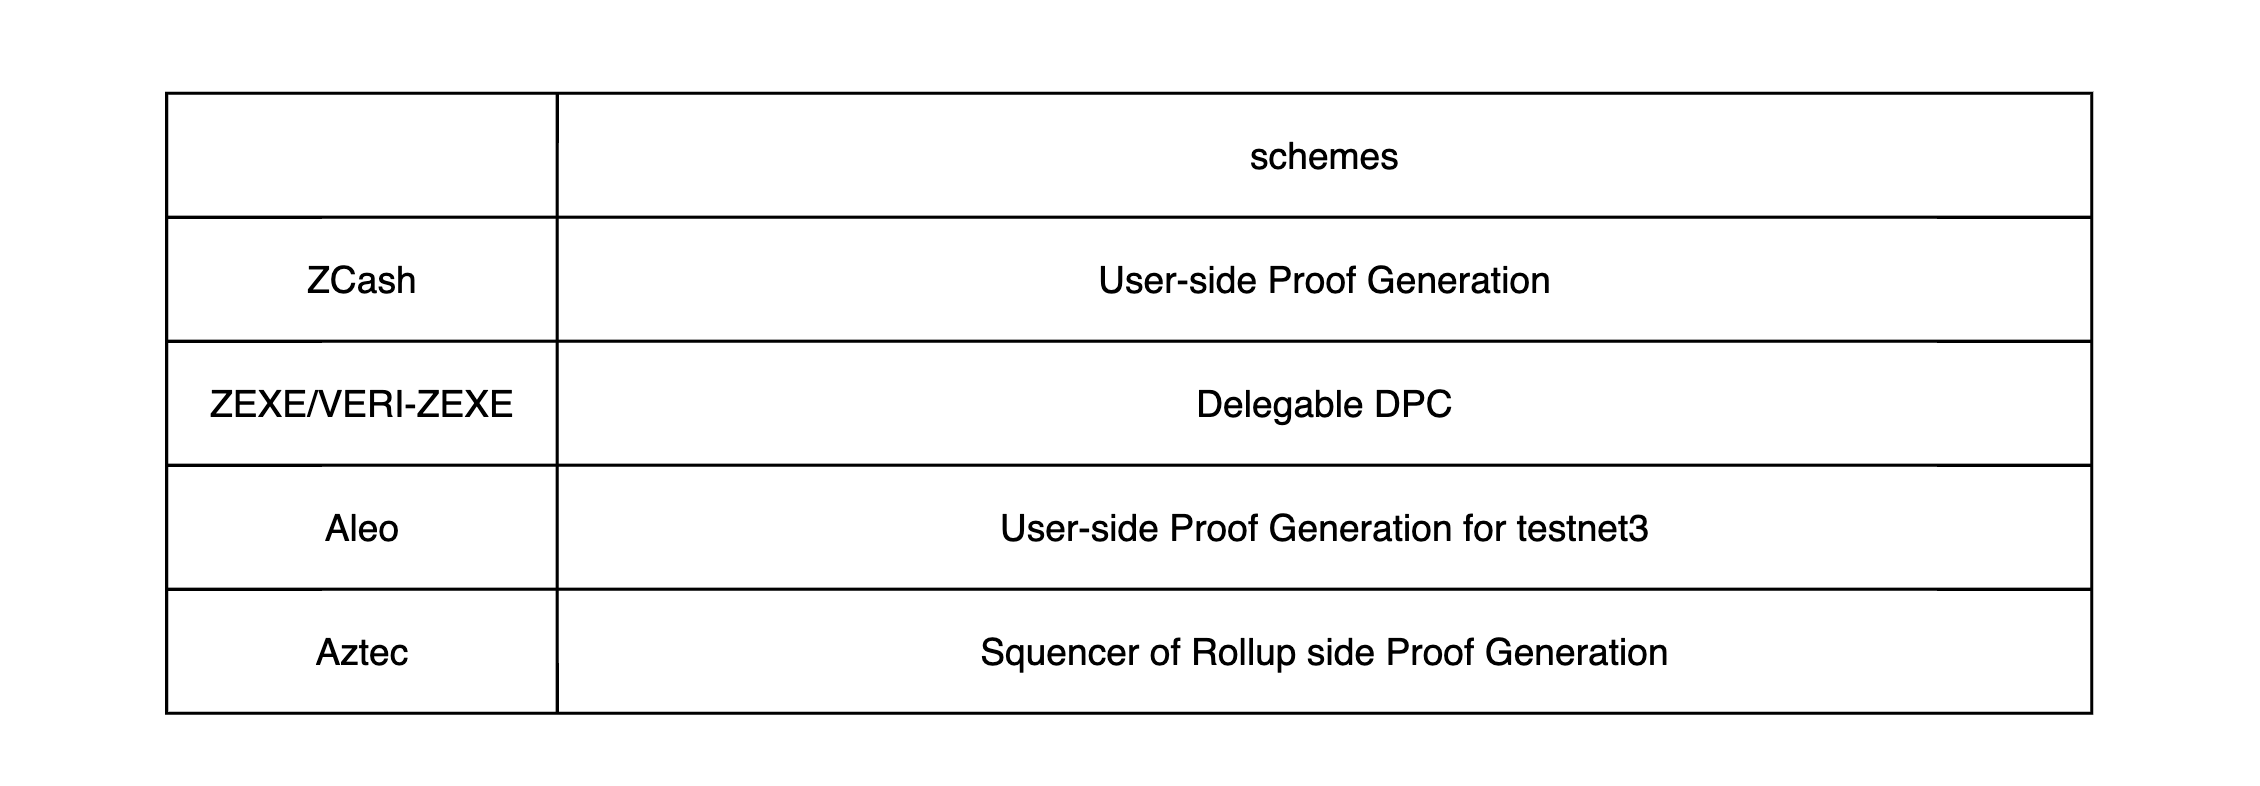 schemes
ZCash
User-side Proof Generation
ZEXE/VERI-ZEXE
Delegable DPC
Aleo
User-side Proof Generation for testnet3
Aztec
Squencer of Rollup side Proof Generation